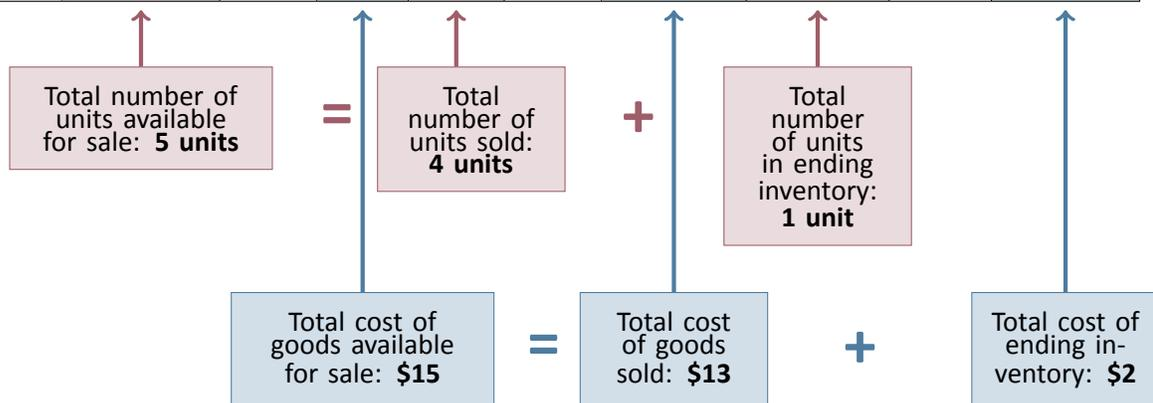 Total number of
units available
for sale: 5 units
=
Total
number of
units sold:
4 units
+
Total
number
of units
in ending
inventory:
1 unit
Total cost of
goods available
for sale: $15
=
Total cost
of goods
sold: $13
+
Total cost of
ending in-
ventory: $2